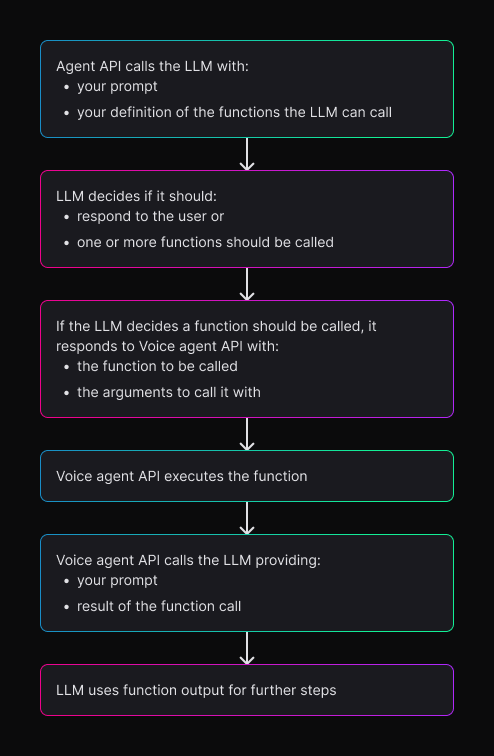 Agent API calls the LLM with:
• your prompt
• your definition of the functions the LLM can call
LLM decides if it should:
• respond to the user or
• one or more functions should be called
If the LLM decides a function should be called, it
responds to Voice agent API with:
• the function to be called
• the arguments to call it with
Voice agent API executes the function
Voice agent API calls the LLM providing:
• your prompt
• result of the function call
LLM uses function output for further steps